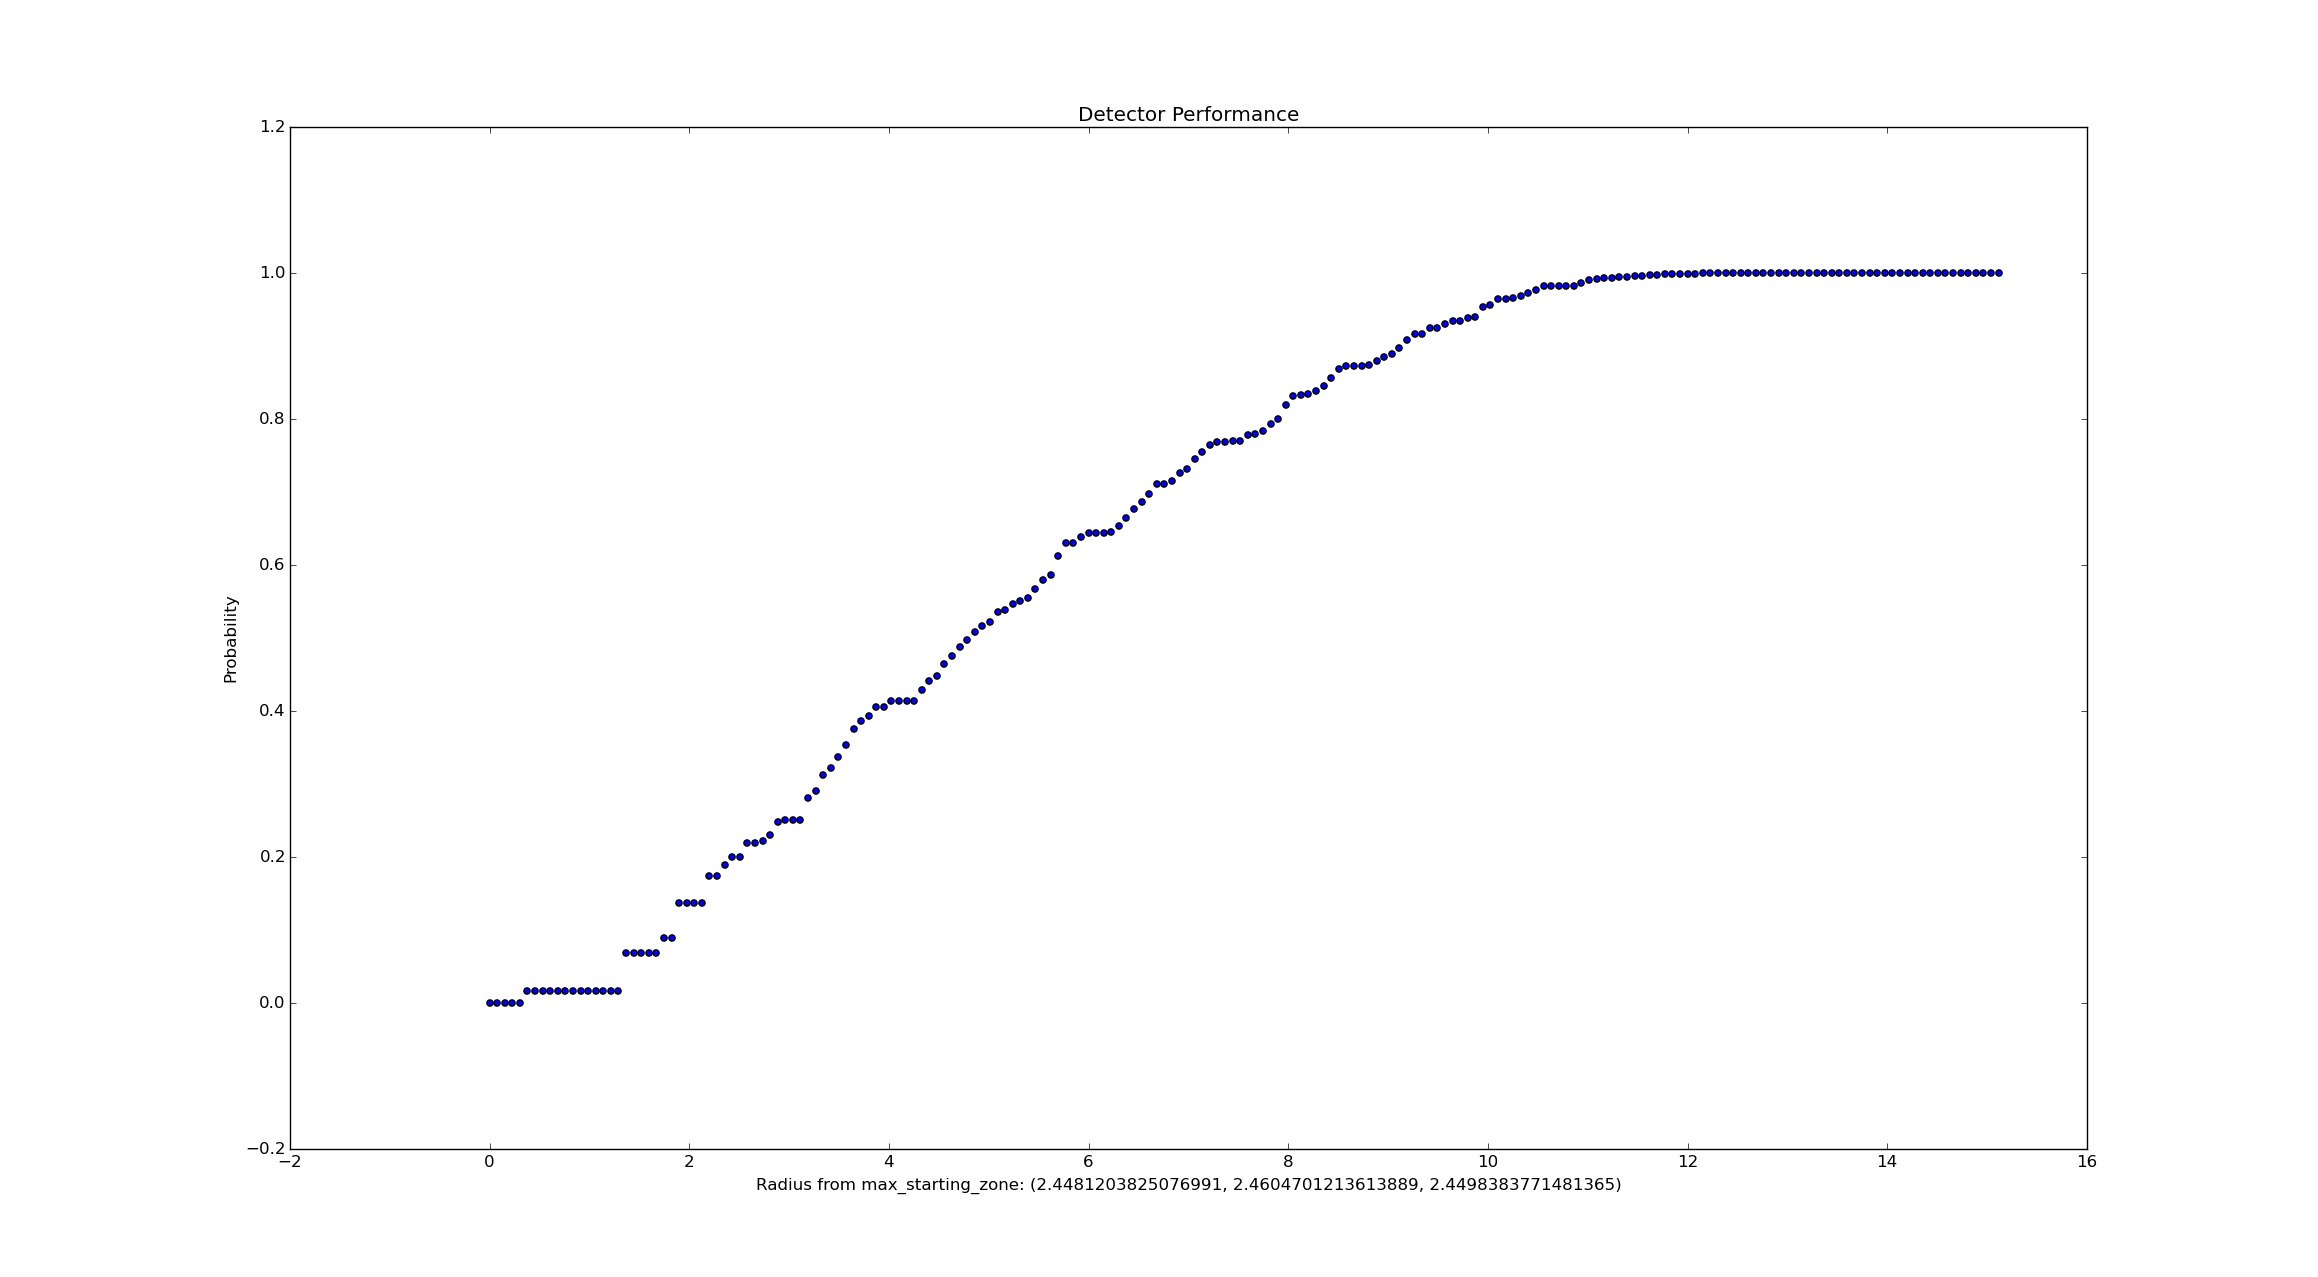 Detector Performance
1.2
1.0
0.8
0.6
0.4
0.2
0.0
−0.2
Probability
−2 0 2 4 6 8 10 12 14 16
Radius from max_starting_zone: (2.4481203825076991, 2.4604701213613889, 2.4498383771481365)